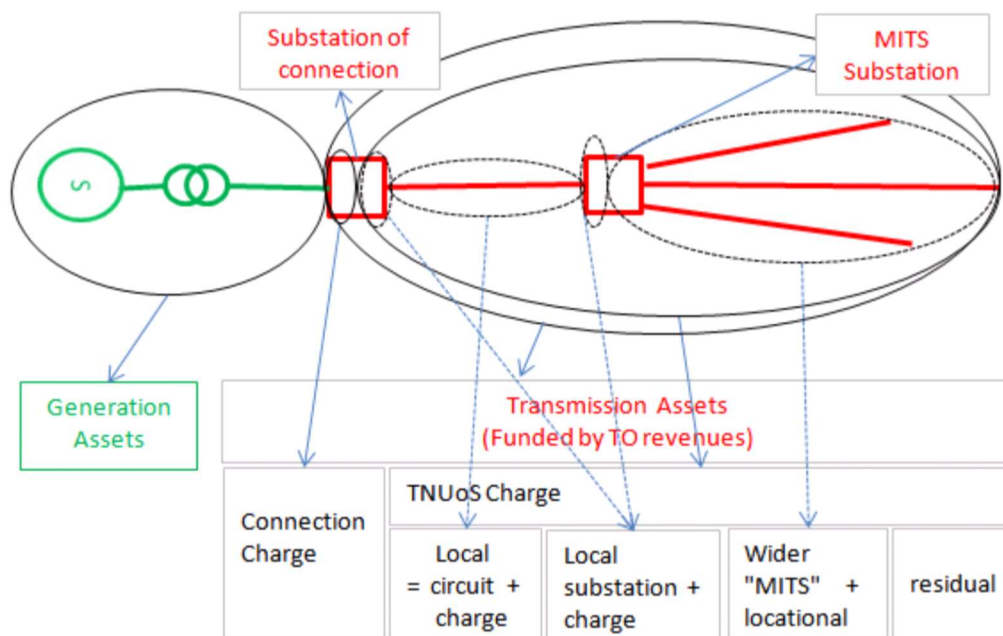 Substation of
connection
MITS
Substation
S
Generation
Assets
Transmission Assets
(Funded by TO revenues)
Connection
Charge
TNUoS Charge
Local
= circuit +
charge
Local
substation +
charge
Wider
"MITS" +
locational
residual